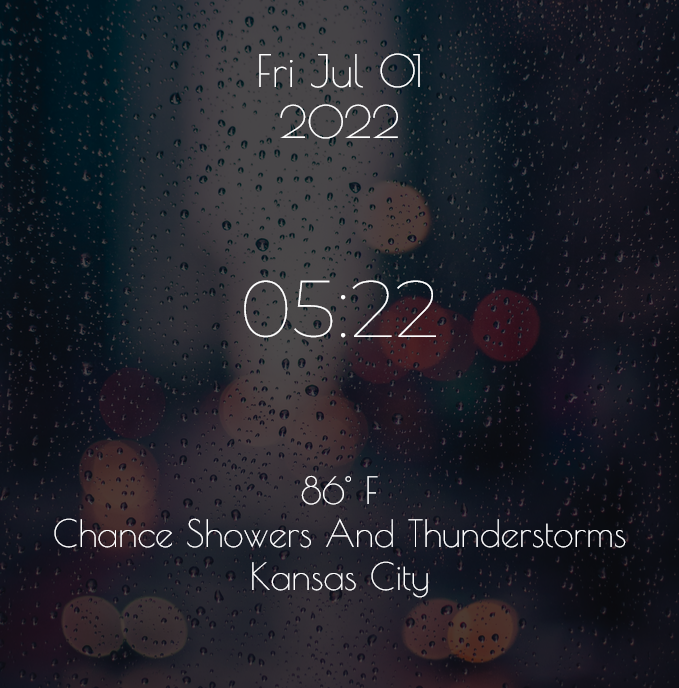 Fri Jul 01
2022
05:22
86° F
Chance Showers And Thunderstorms
Kansas City